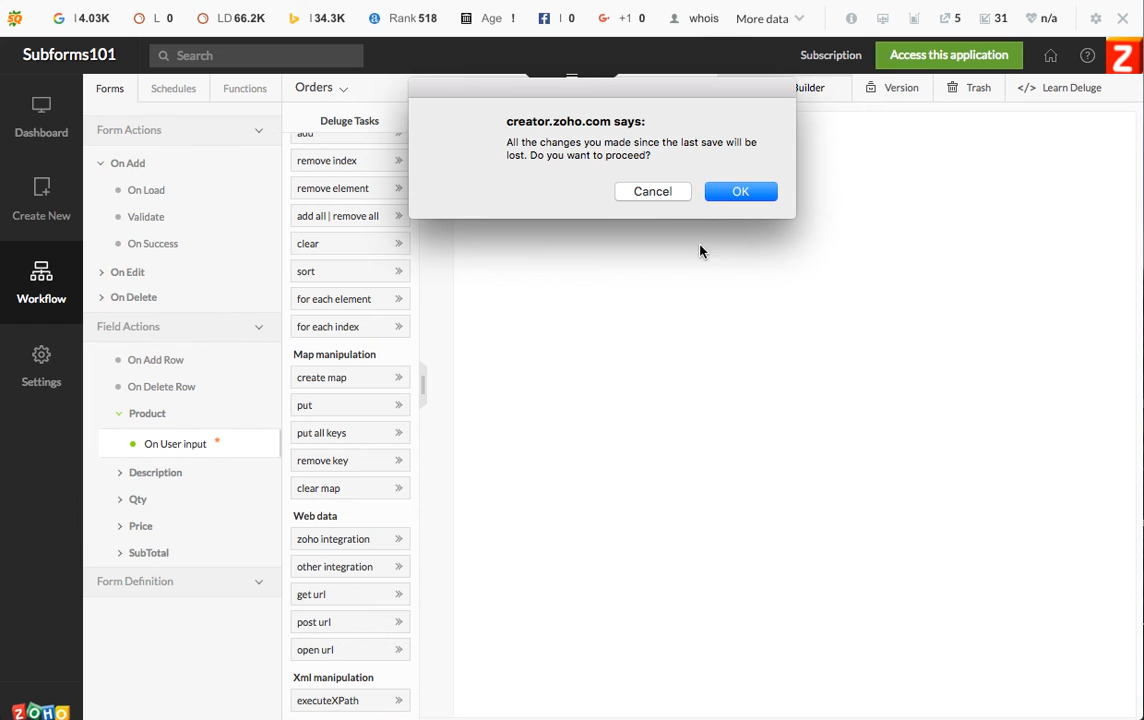 I4.03K L 0 LD 66.2K I 34.3K Rank 518 Age ! I 0 +1 0 whois More data 5 31 n/a
Subforms101 Search Subscription Access this application
Forms Schedules Functions Orders Builder Version Trash </> Learn Deluge
creator.zoho.com says:
All the changes you made since the last save will be
lost. Do you want to proceed?
Cancel OK
Dashboard
Create New
Workflow
Settings
ZOHO
Form Actions
On Add
On Load
Validate
On Success
On Edit
On Delete
Field Actions
On Add Row
On Delete Row
Product
On User input *
Description
Qty
Price
SubTotal
Form Definition
Deluge Tasks
add
remove index
remove element
add all | remove all
clear
sort
for each element
for each index
Map manipulation
create map
put
put all keys
remove key
clear map
Web data
zoho integration
other integration
get url
post url
open url
Xml manipulation
executeXPath